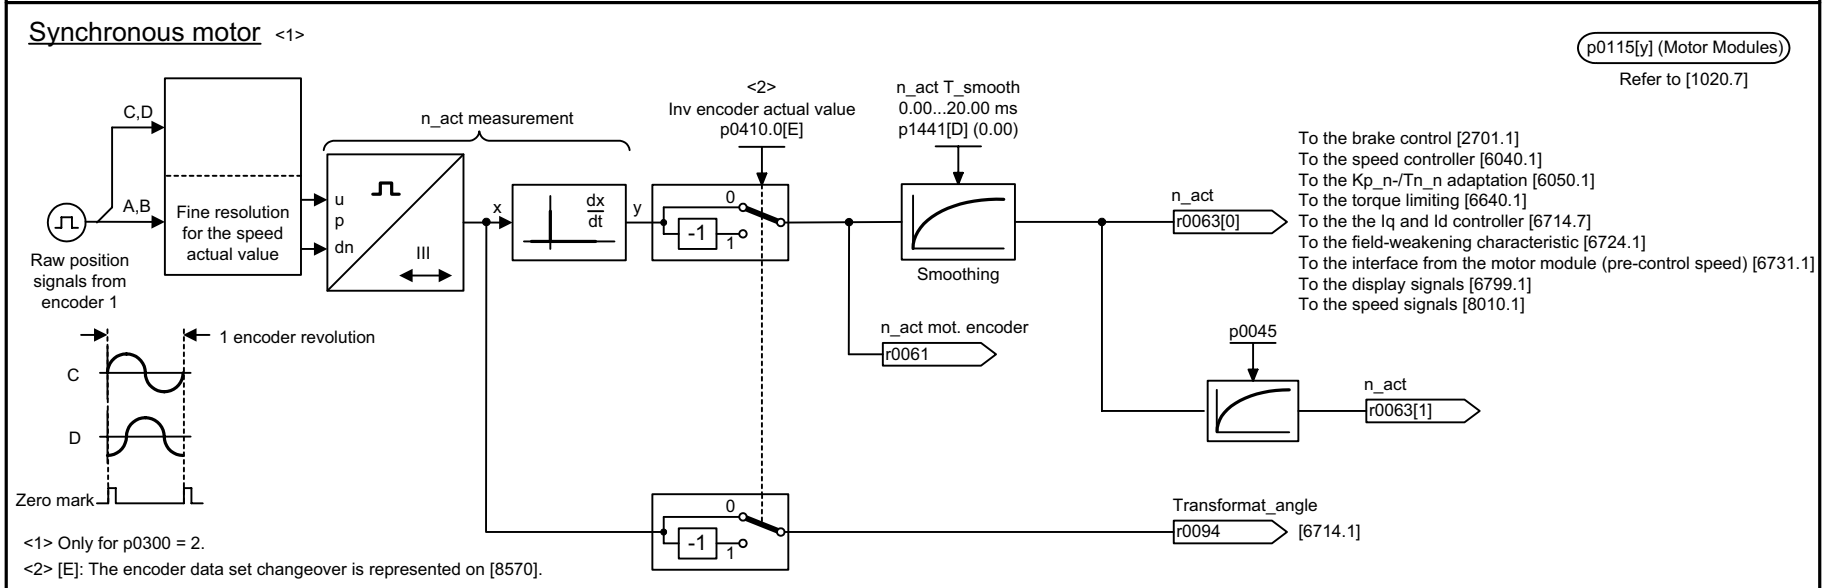 Synchronous motor <1>
p0115[y] (Motor Modules)
Refer to [1020.7]
C,D
A,B
Fine resolution
for the speed
actual value
Raw position
signals from
encoder 1
n_act measurement
u
p
dn
III
x
dx
dt
y
<2>
Inv encoder actual value
p0410.0[E]
0
-1
1
n_act T_smooth
0.00...20.00 ms
p1441[D] (0.00)
Smoothing
n_act
r0063[0]
To the brake control [2701.1]
To the speed controller [6040.1]
To the Kp_n-/Tn_n adaptation [6050.1]
To the torque limiting [6640.1]
To the the Iq and Id controller [6714.7]
To the field-weakening characteristic [6724.1]
To the interface from the motor module (pre-control speed) [6731.1]
To the display signals [6799.1]
To the speed signals [8010.1]
n_act mot. encoder
r0061
p0045
n_act
r0063[1]
1 encoder revolution
C
D
Zero mark
0
-1
1
Transformat_angle
r0094
[6714.1]
<1> Only for p0300 = 2.
<2> [E]: The encoder data set changeover is represented on [8570].